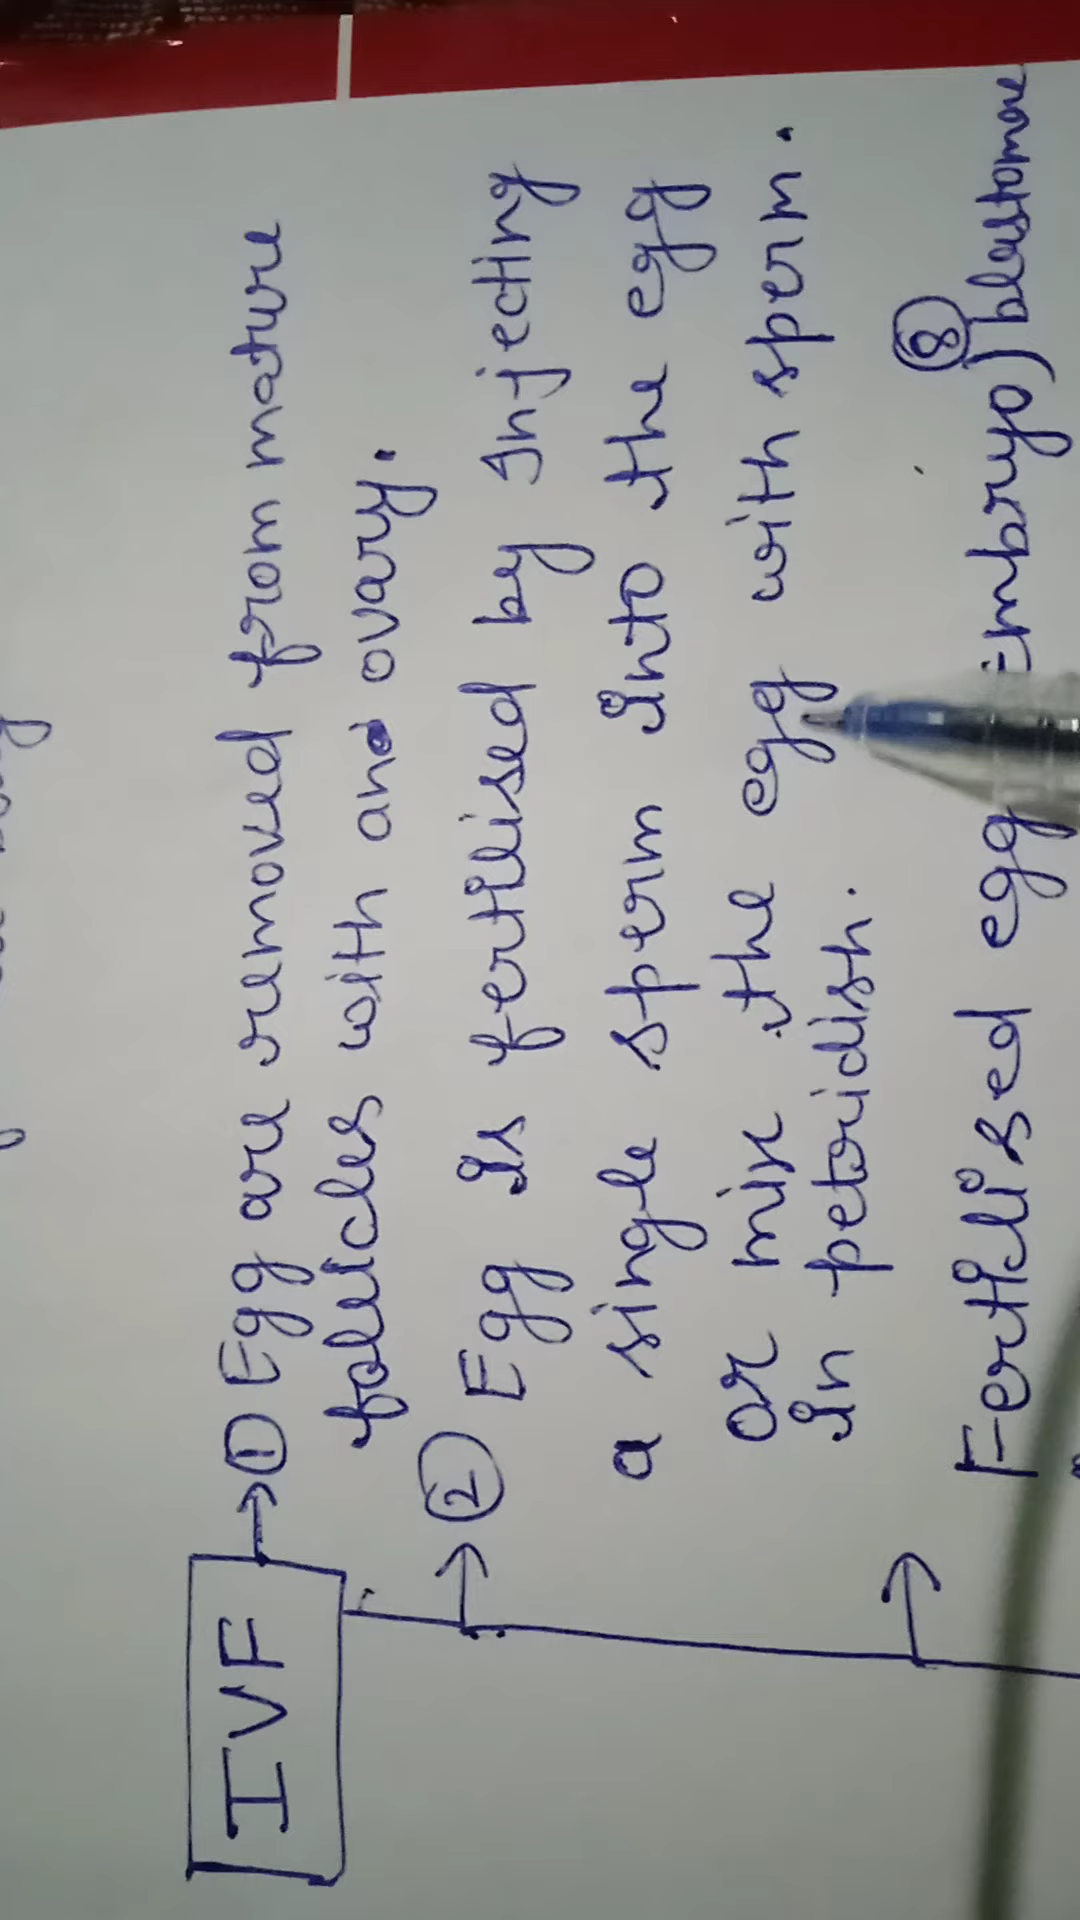 IVF → ① Egg are removed from mature
folicles with and ovary.
→ ② Egg is fertilised by Injecting
a single sperm into the egg
or mix the egg with sperm.
in petridish.
→ Fertilised egg Embryo) 8 blastomere